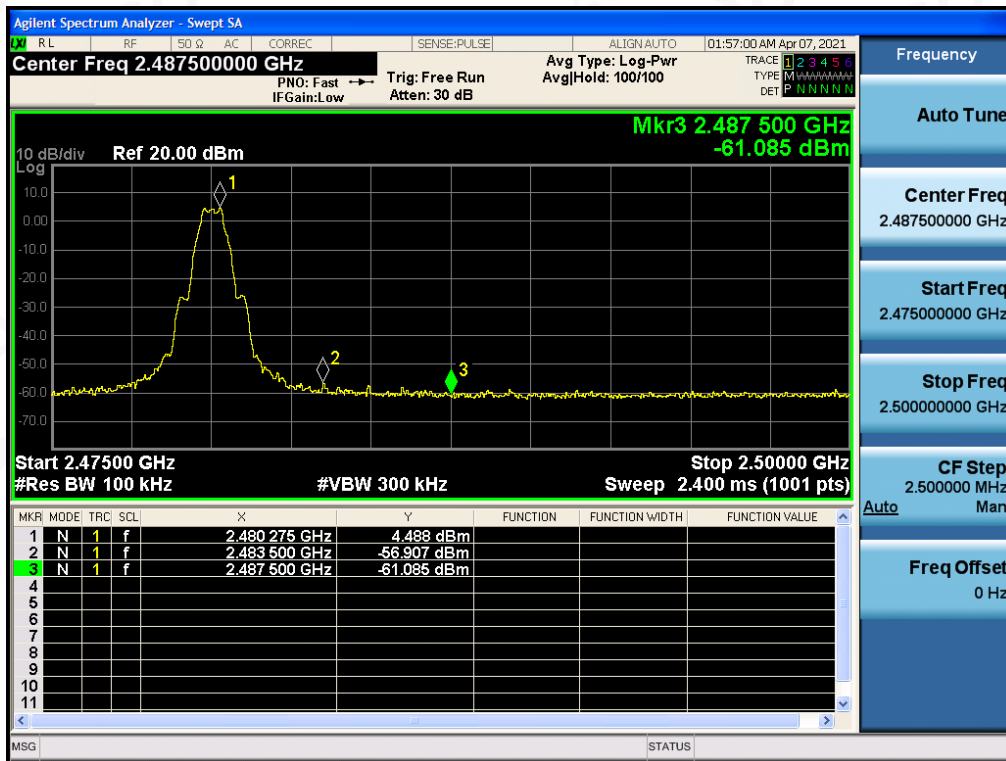 Agilent Spectrum Analyzer - Swept SA
LXI RL RF 50 Ω AC CORREC SENSE:PULSE ALIGN AUTO 01:57:00 AM Apr 07, 2021
Center Freq 2.487500000 GHz
PNO: Fast
IFGain:Low
Trig: Free Run
Atten: 30 dB
Avg Type: Log-Pwr
Avg|Hold: 100/100
TRACE 1 2 3 4 5 6
TYPE M
DET P N N N N N
Mkr3 2.487 500 GHz
-61.085 dBm
10 dB/div Ref 20.00 dBm
Log
10.0
0.00
-10.0
-20.0
-30.0
-40.0
-50.0
-60.0
-70.0
1
2
3
Start 2.47500 GHz Stop 2.50000 GHz
#Res BW 100 kHz #VBW 300 kHz Sweep 2.400 ms (1001 pts)
MKR MODE TRC SCL X Y FUNCTION FUNCTION WIDTH FUNCTION VALUE
1 N 1 f 2.480 275 GHz 4.488 dBm
2 N 1 f 2.483 500 GHz -56.907 dBm
3 N 1 f 2.487 500 GHz -61.085 dBm
4
5
6
7
8
9
10
11
MSG STATUS
Frequency
Auto Tune
Center Freq
2.487500000 GHz
Start Freq
2.475000000 GHz
Stop Freq
2.500000000 GHz
CF Step
2.500000 MHz
Auto Man
Freq Offset
0 Hz